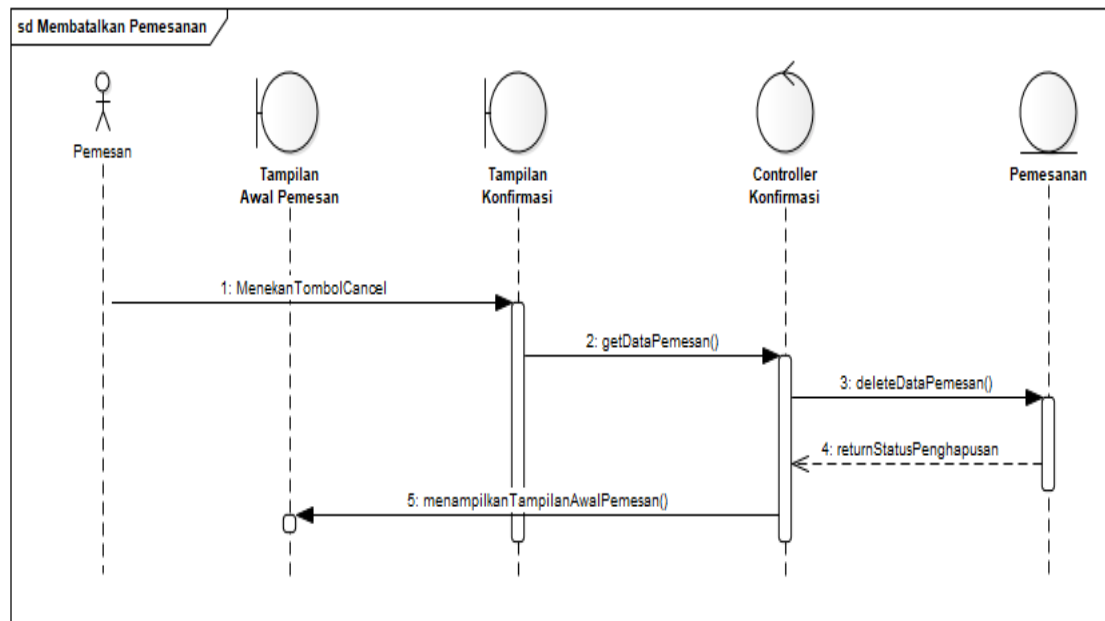 sd Membatalkan Pemesanan
Pemesan
Tampilan
Awal Pemesan
Tampilan
Konfirmasi
Controller
Konfirmasi
Pemesanan
1: MenekanTombolCancel
2: getDataPemesan()
3: deleteDataPemesan()
4: returnStatusPenghapusan
5: menampilkanTampilanAwalPemesan()